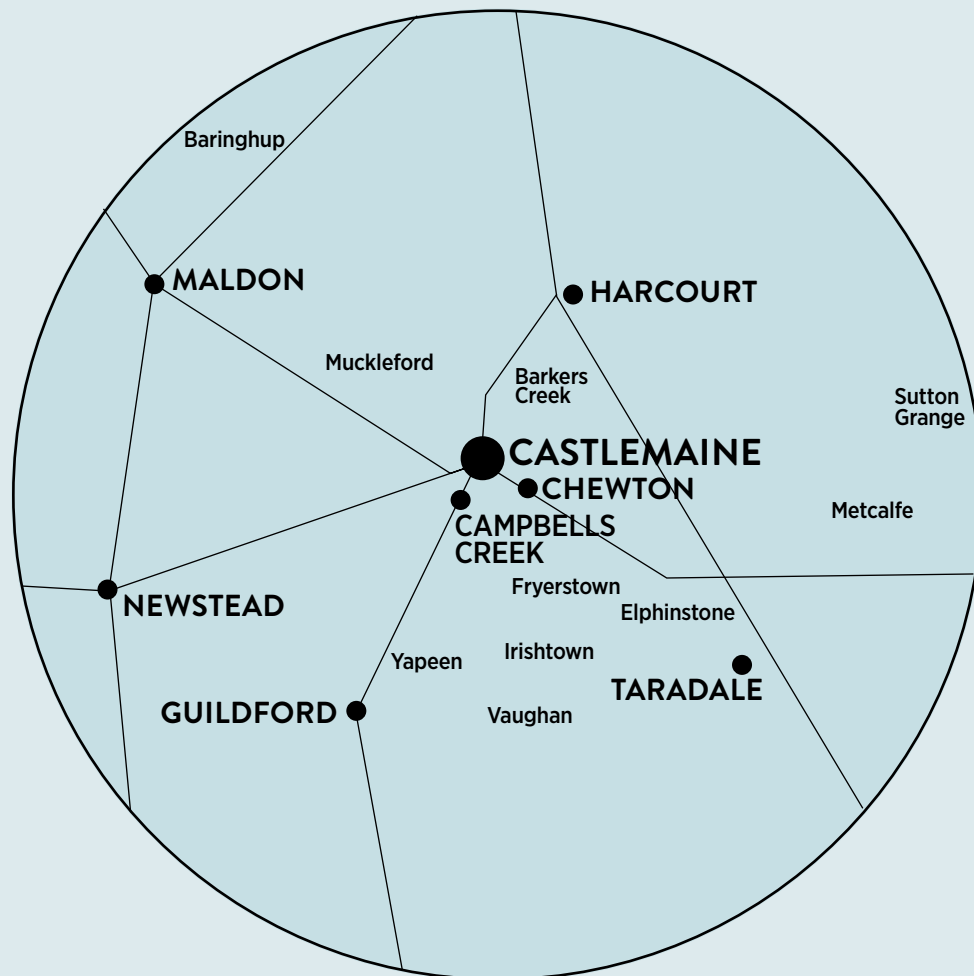 Baringhup
MALDON
HARCOURT
Muckleford
Barkers
Creek
Sutton
Grange
CASTLEMAINE
CHEWTON
Metcalfe
CAMPBELLS
CREEK
Fryerstown
NEWSTEAD
Elphinstone
Irishtown
Yapeen
TARADALE
GUILDFORD
Vaughan